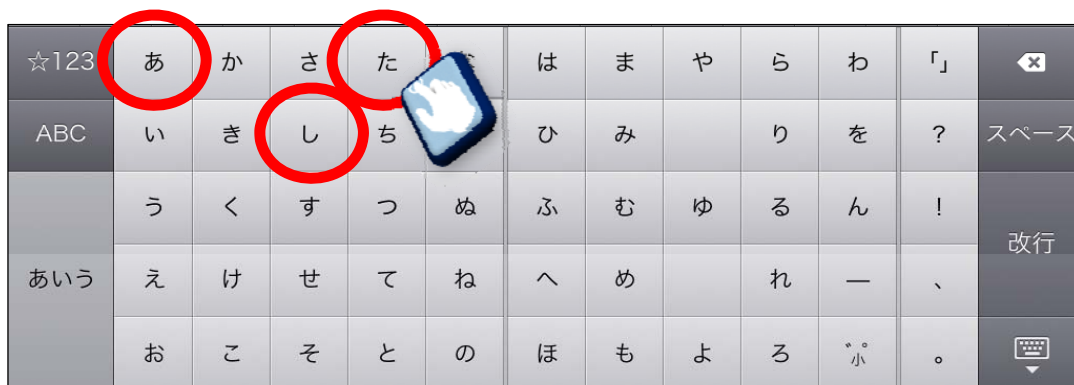 ☆123 あ か さ た は ま や ら わ 「」
ABC い き し ち ひ み り を ? スペース
う く す つ ぬ ふ む ゆ る ん ! 改行
あいう え け せ て ね へ め れ ー 、
お こ そ と の ほ も よ ろ ゛゜小 。